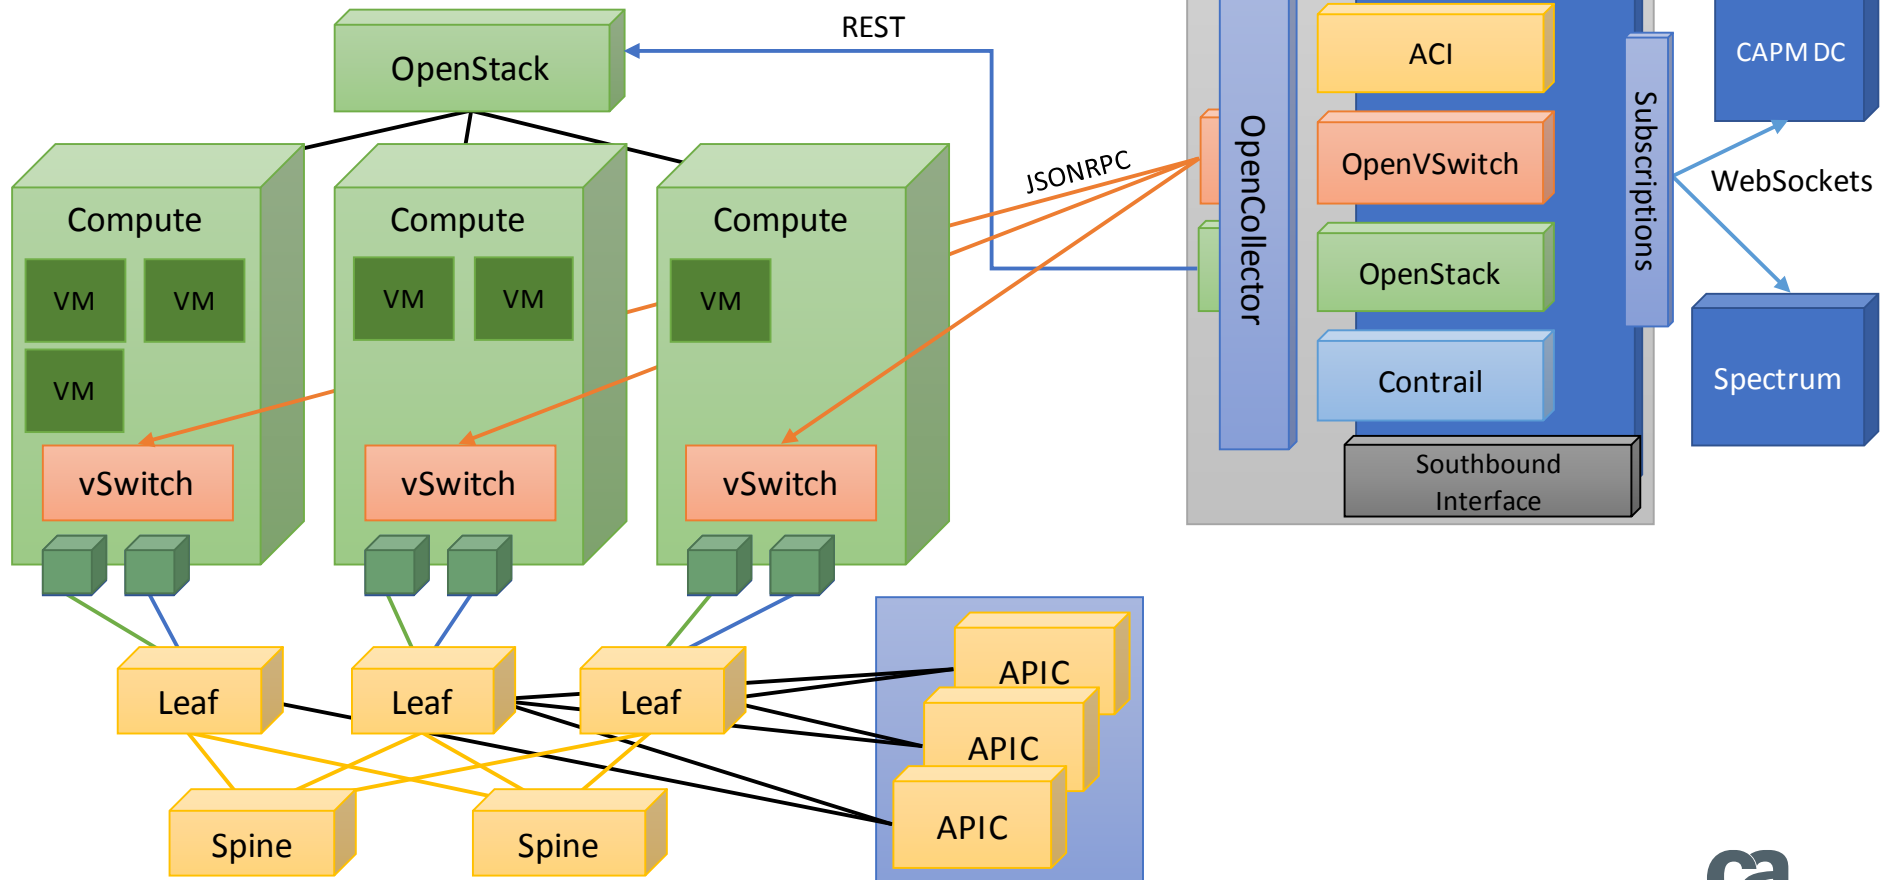 REST
OpenStack
ACI
CAPM DC
Subscriptions
OpenCollector
OpenVSwitch
JSONRPC
WebSockets
Compute
Compute
Compute
OpenStack
VM
VM
VM
VM
VM
VM
Contrail
Spectrum
vSwitch
vSwitch
vSwitch
Southbound
Interface
Leaf
Leaf
Leaf
APIC
APIC
APIC
Spine
Spine
ca